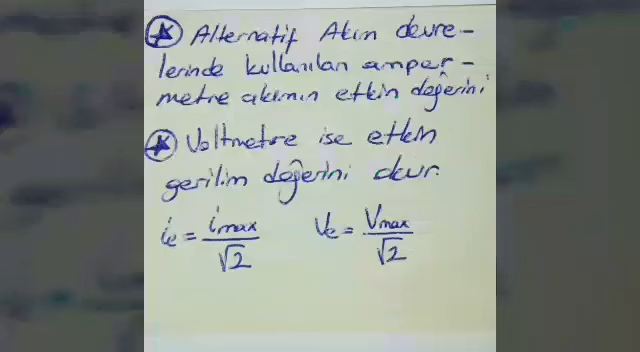 Alternatif Akım devre-
lerinde kullanılan amper-
metre akımın etkin değerini
Voltmetre ise etkin
gerilim değerini okur.
ie = imax/√2 Ve = Vmax/√2